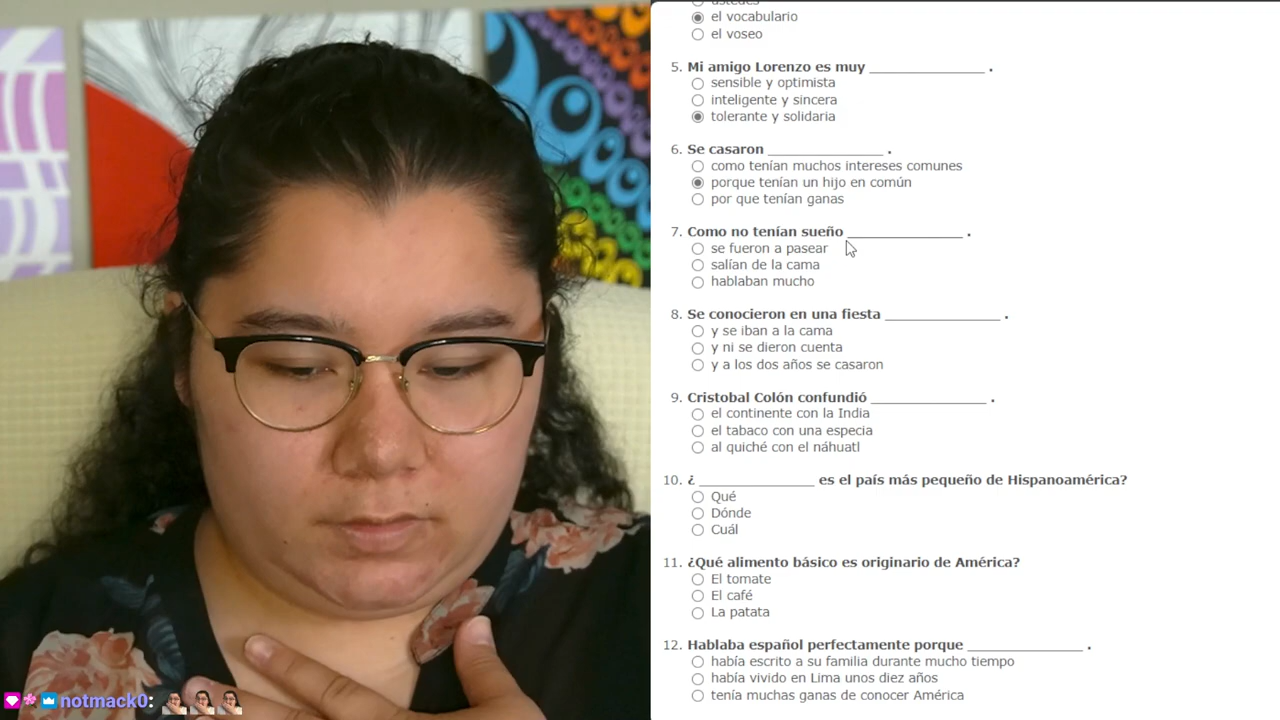 ustedes
el vocabulario
el voseo
5. Mi amigo Lorenzo es muy _______________ .
sensible y optimista
inteligente y sincera
tolerante y solidaria
6. Se casaron _______________ .
como tenían muchos intereses comunes
porque tenían un hijo en común
por que tenían ganas
7. Como no tenían sueño _______________ .
se fueron a pasear
salían de la cama
hablaban mucho
8. Se conocieron en una fiesta _______________ .
y se iban a la cama
y ni se dieron cuenta
y a los dos años se casaron
9. Cristobal Colón confundió _______________ .
el continente con la India
el tabaco con una especia
al quiché con el náhuatl
10. ¿ _______________ es el país más pequeño de Hispanoamérica?
Qué
Dónde
Cuál
11. ¿Qué alimento básico es originario de América?
El tomate
El café
La patata
12. Hablaba español perfectamente porque _______________ .
había escrito a su familia durante mucho tiempo
había vivido en Lima unos diez años
tenía muchas ganas de conocer América
notmack0: